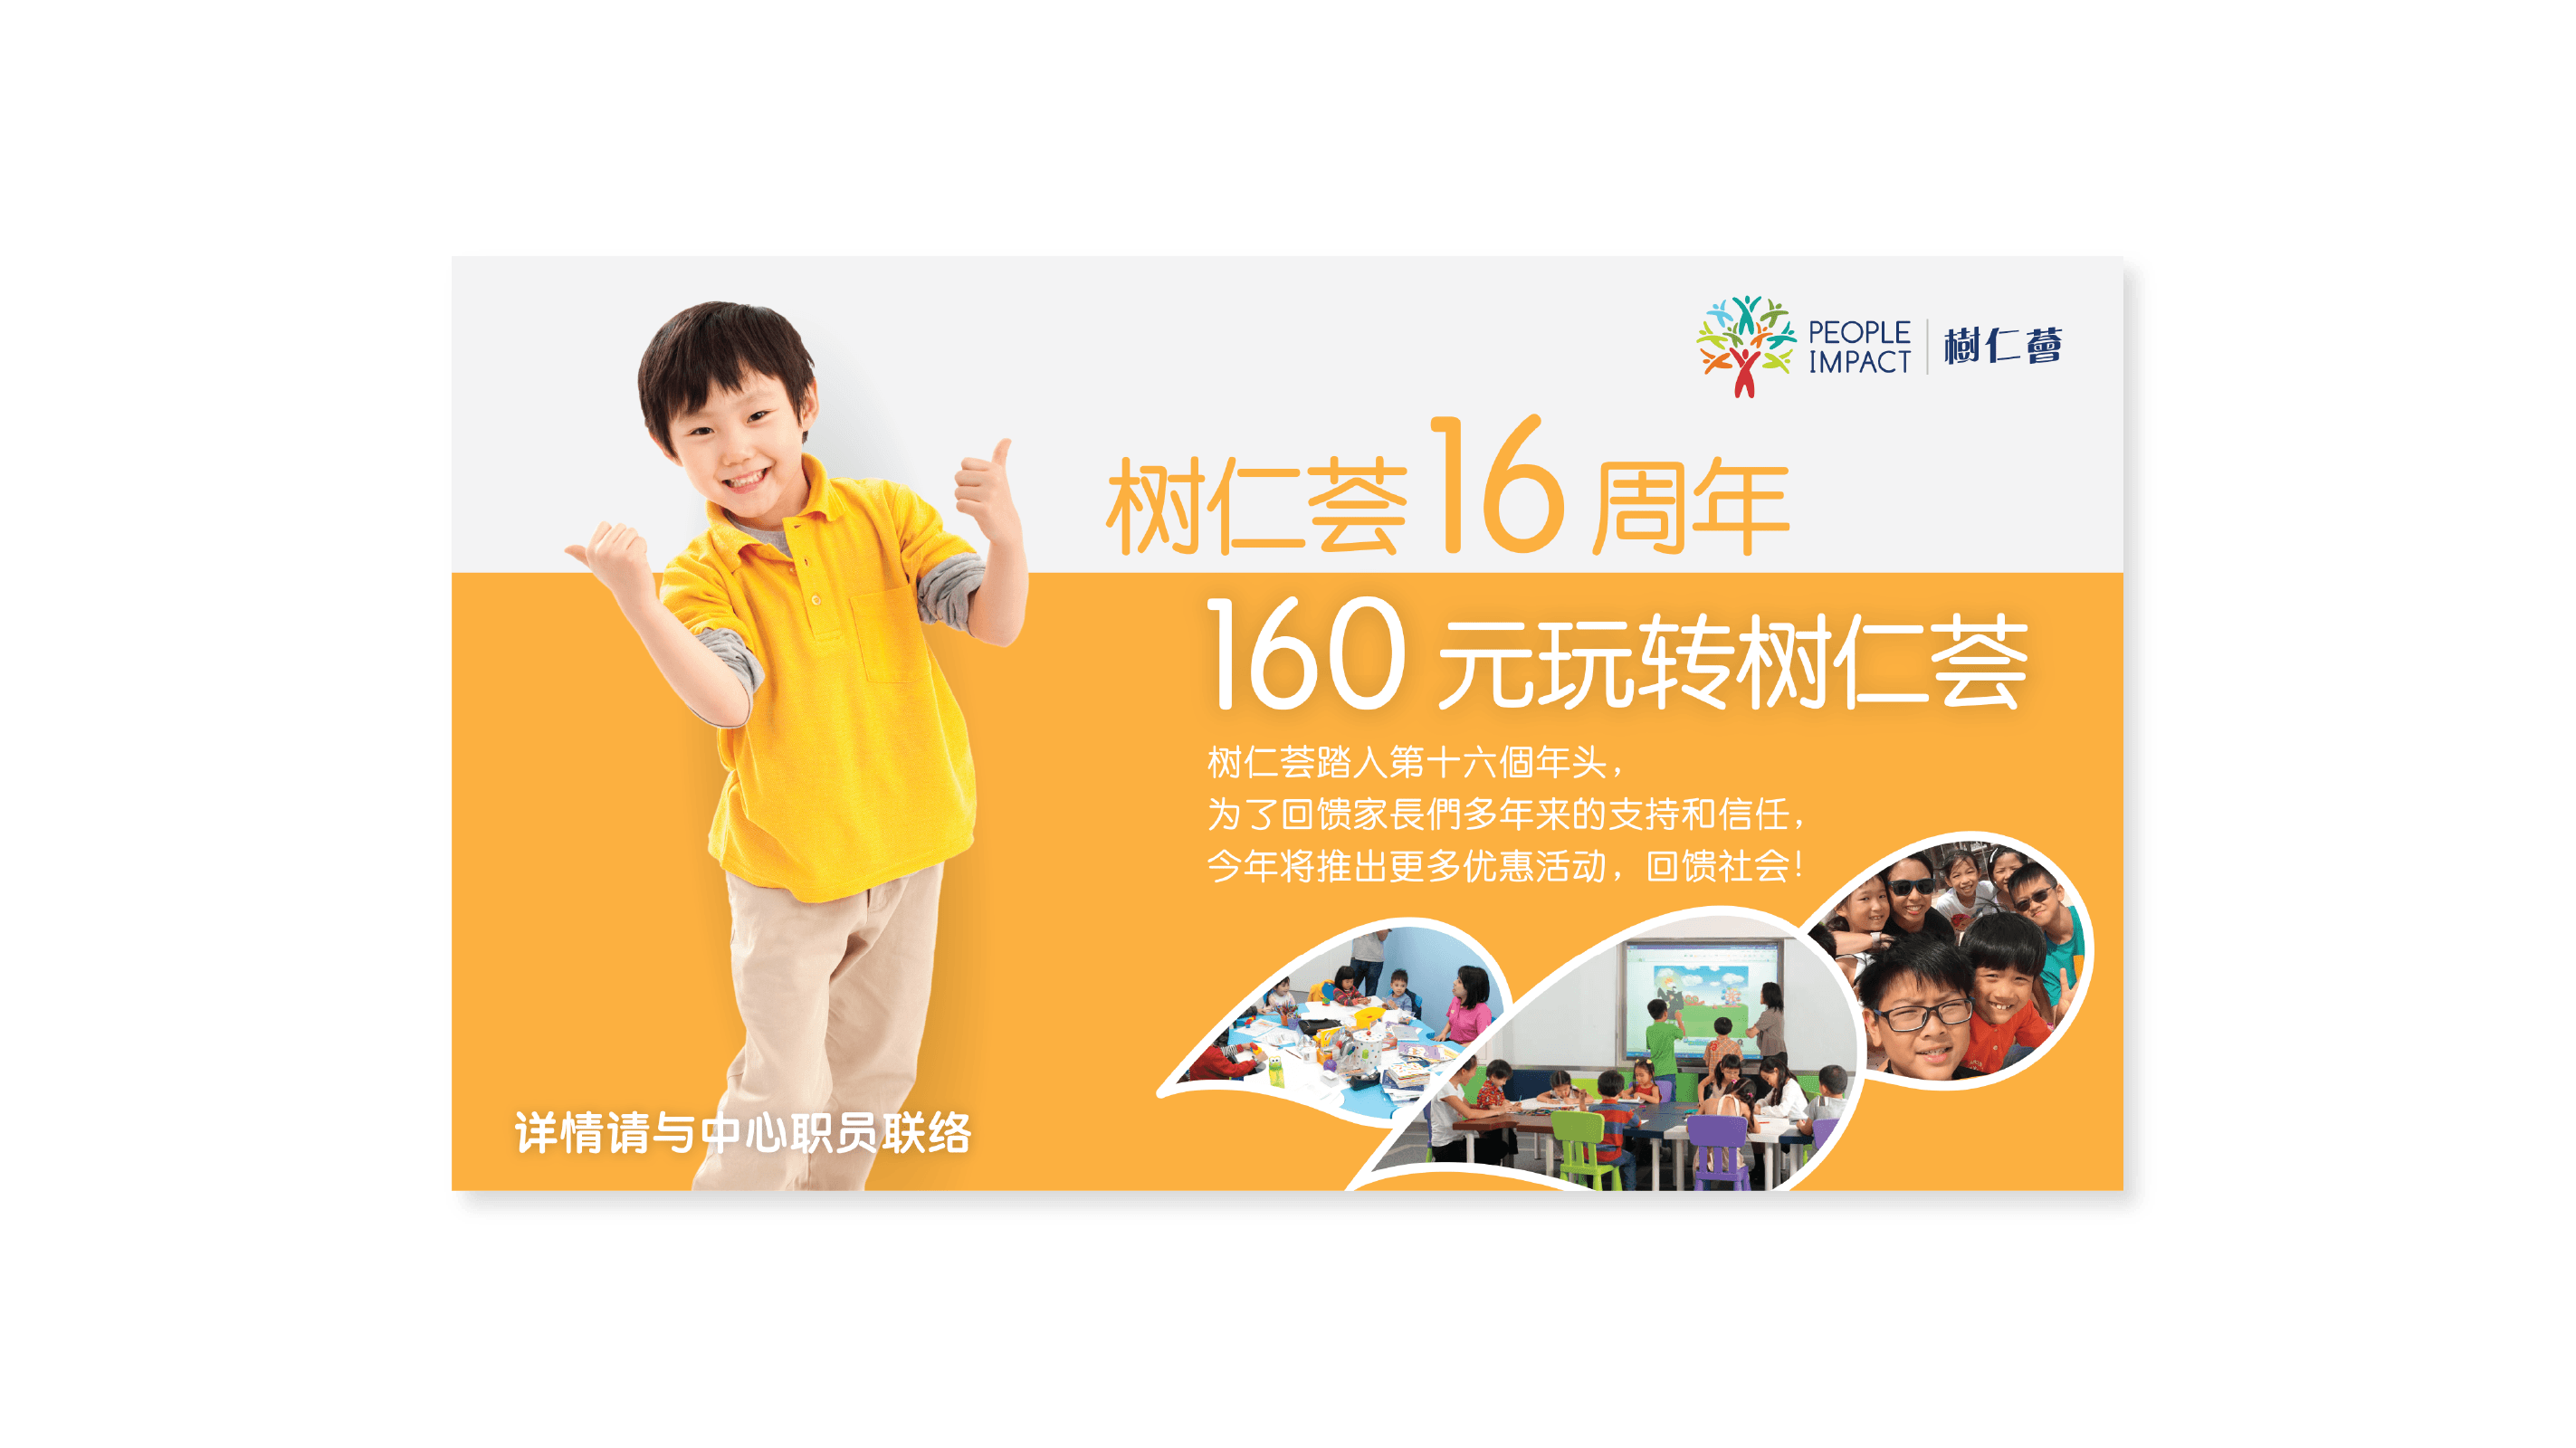 PEOPLE
IMPACT
樹仁薈
树仁荟16周年
160元玩转树仁荟
树仁荟踏入第十六個年头，
为了回馈家長們多年来的支持和信任，
今年将推出更多优惠活动，回馈社会！
详情请与中心职员联络